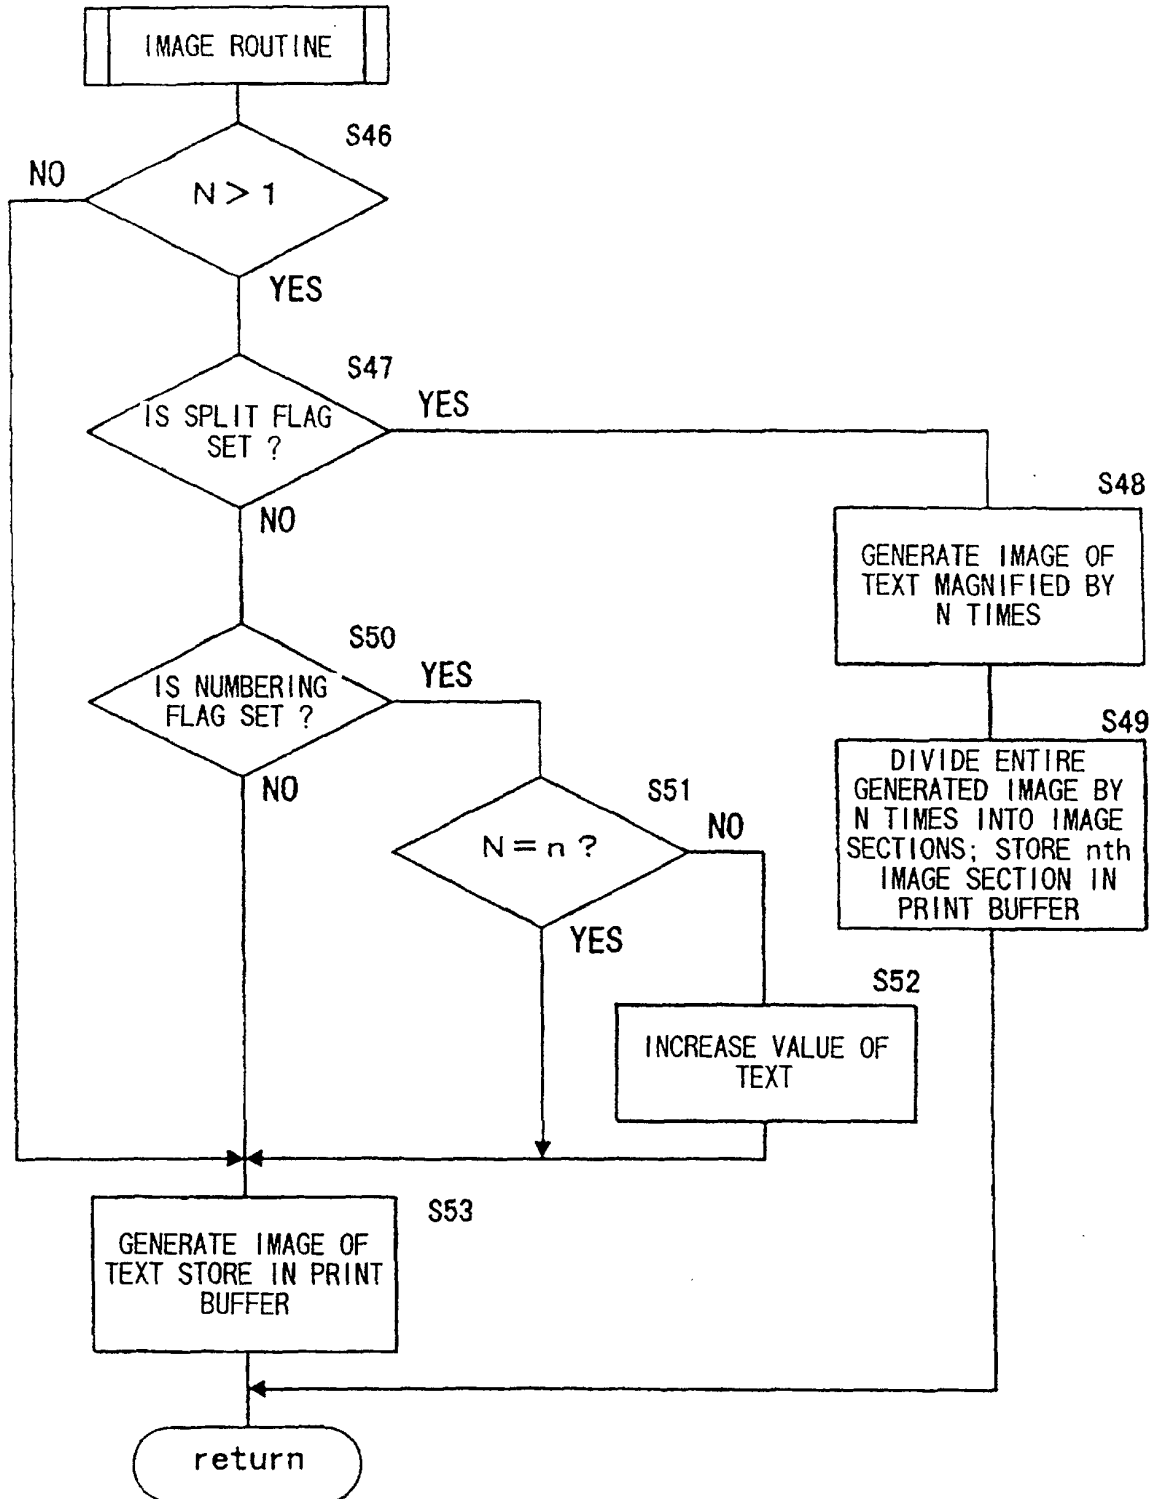 IMAGE ROUTINE
S46
NO
N > 1
YES
S47
IS SPLIT FLAG
SET ?
YES
NO
S48
GENERATE IMAGE OF
TEXT MAGNIFIED BY
N TIMES
S49
DIVIDE ENTIRE
GENERATED IMAGE BY
N TIMES INTO IMAGE
SECTIONS; STORE nth
IMAGE SECTION IN
PRINT BUFFER
S50
IS NUMBERING
FLAG SET ?
YES
NO
S51
N = n ?
NO
YES
S52
INCREASE VALUE OF
TEXT
S53
GENERATE IMAGE OF
TEXT STORE IN PRINT
BUFFER
return